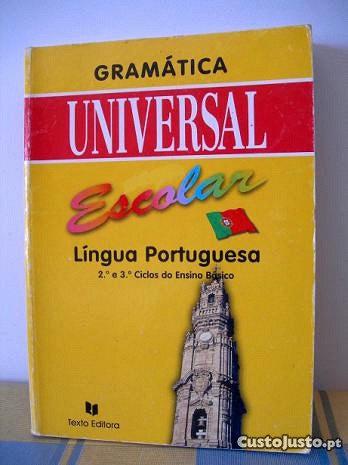 GRAMÁTICA
UNIVERSAL
Escolar
Língua Portuguesa
2.º e 3.º Ciclos do Ensino Básico
Texto Editora
CustoJusto.pt